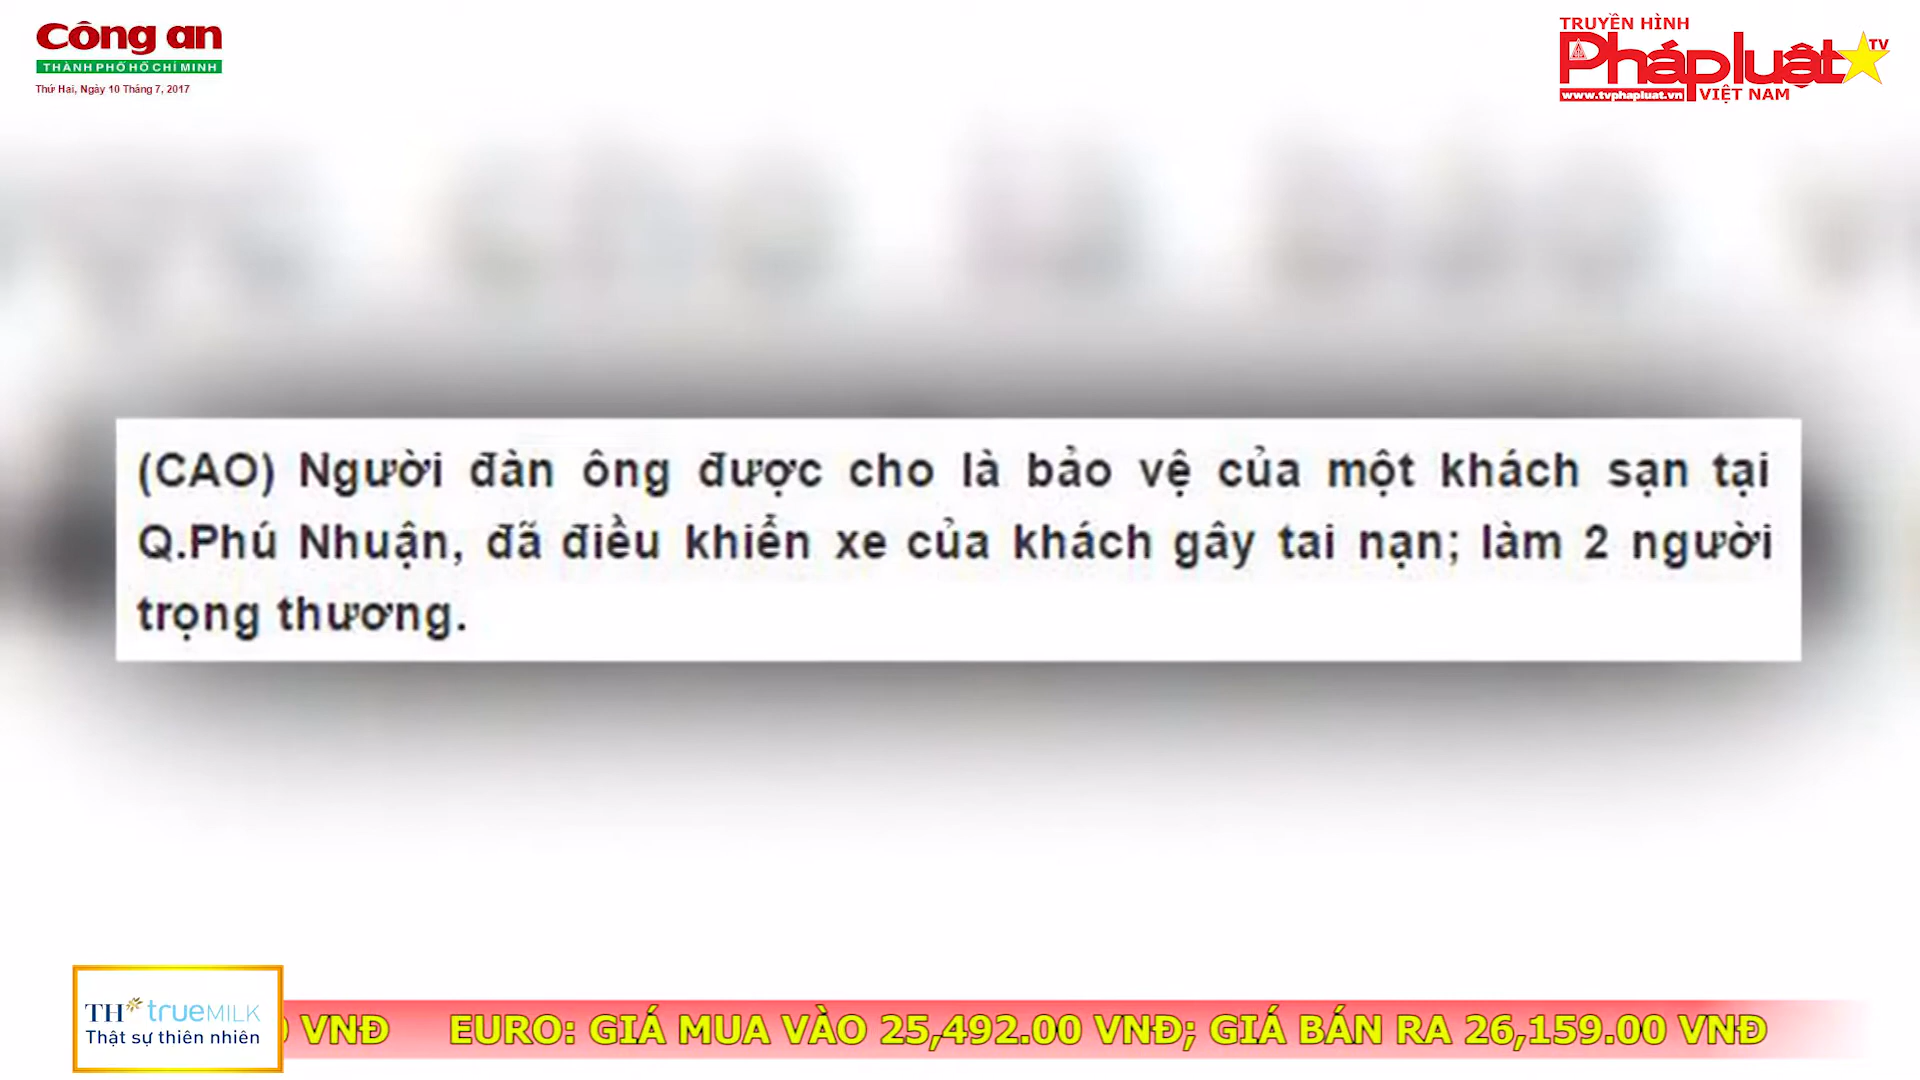 Công an
THÀNH PHỐ HỒ CHÍ MINH
Thứ Hai, Ngày 10 Tháng 7, 2017
TRUYỀN HÌNH
Pháp luật TV
www.tvphapluat.vn VIỆT NAM
(CAO) Người đàn ông được cho là bảo vệ của một khách sạn tại
Q.Phú Nhuận, đã điều khiển xe của khách gây tai nạn; làm 2 người
trọng thương.
TH true MILK
Thật sự thiên nhiên
VNĐ EURO: GIÁ MUA VÀO 25,492.00 VNĐ; GIÁ BÁN RA 26,159.00 VNĐ